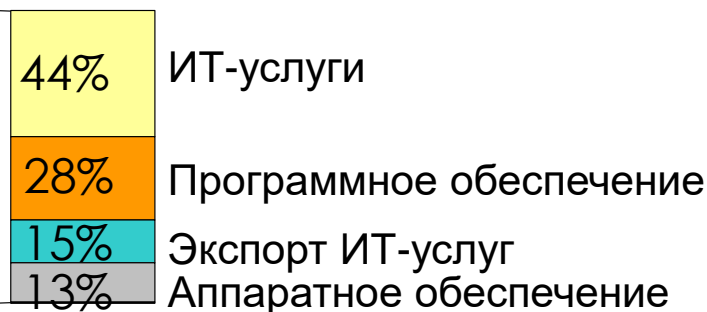 44% ИТ-услуги
28% Программное обеспечение
15% Экспорт ИТ-услуг
13% Аппаратное обеспечение